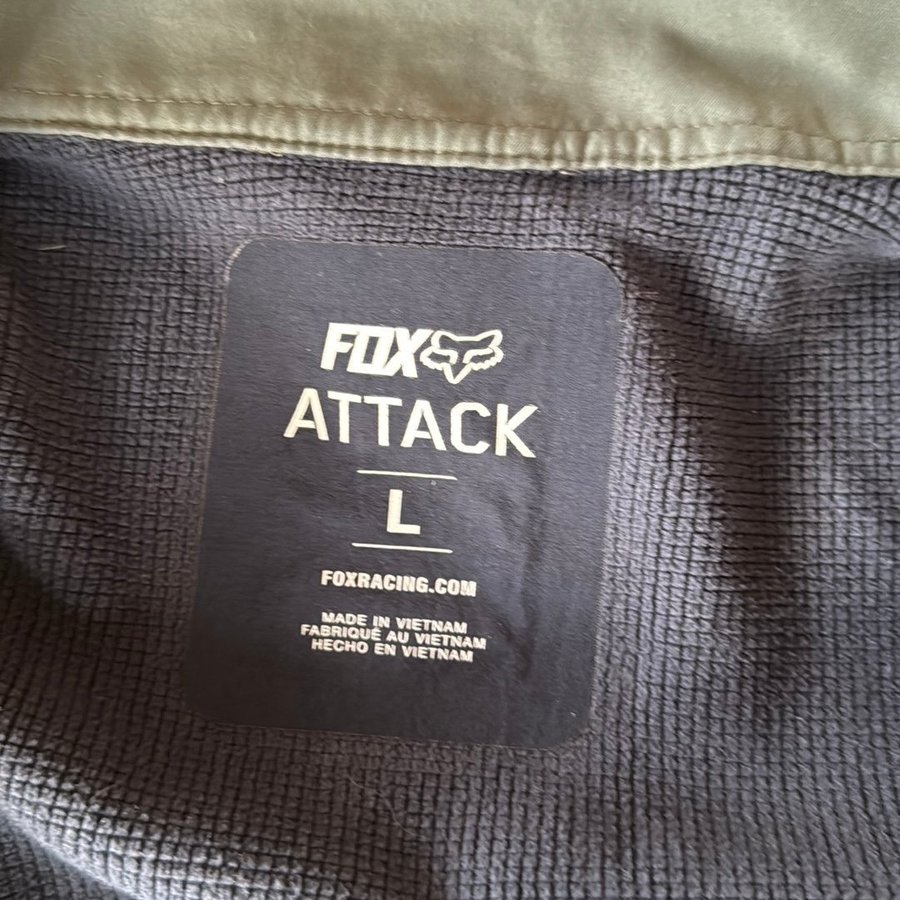 FOX
ATTACK
L
FOXRACING.COM
MADE IN VIETNAM
FABRIQUÉ AU VIETNAM
HECHO EN VIETNAM